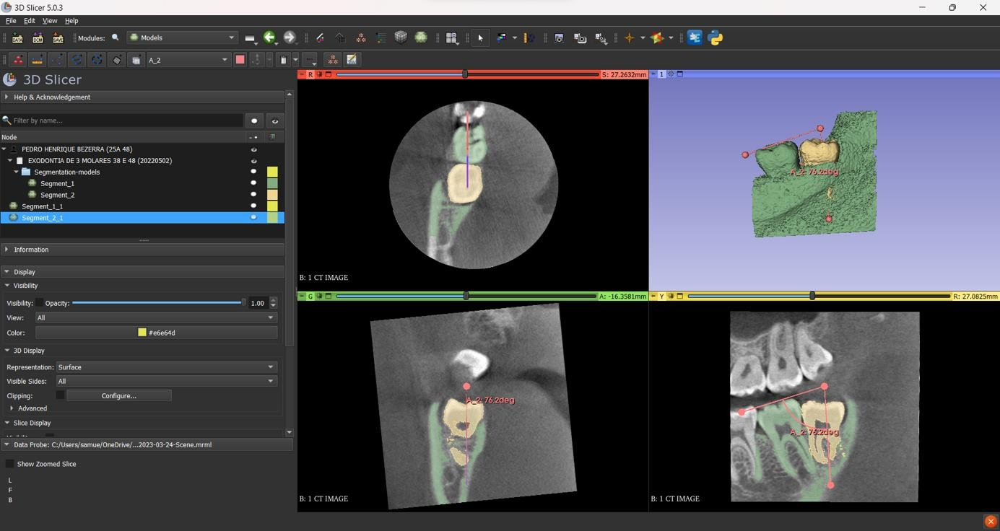 3D Slicer 5.0.3
File Edit View Help
DATA DCM SAVE Modules: Models
A_2
3D Slicer
Help & Acknowledgement
Filter by name...
Node
PEDRO HENRIQUE BEZERRA (25A 48)
EXODONTIA DE 3 MOLARES 38 E 48 (20220502)
Segmentation-models
Segment_1
Segment_2
Segment_1_1
Segment_2_1
Information
Display
Visibility
Visibility: Opacity: 1.00
View: All
Color: #e6e64d
3D Display
Representation: Surface
Visible Sides: All
Clipping: Configure...
Advanced
Slice Display
Data Probe: C:/Users/samue/OneDrive/...2023-03-24-Scene.mrml
Show Zoomed Slice
L
F
B
R S: 27.2632mm
B: 1 CT IMAGE
1
A_2: 76.2deg
G A: -16.3581mm
A_2: 76.2deg
B: 1 CT IMAGE
Y R: 27.0825mm
A_2: 76.2deg
B: 1 CT IMAGE